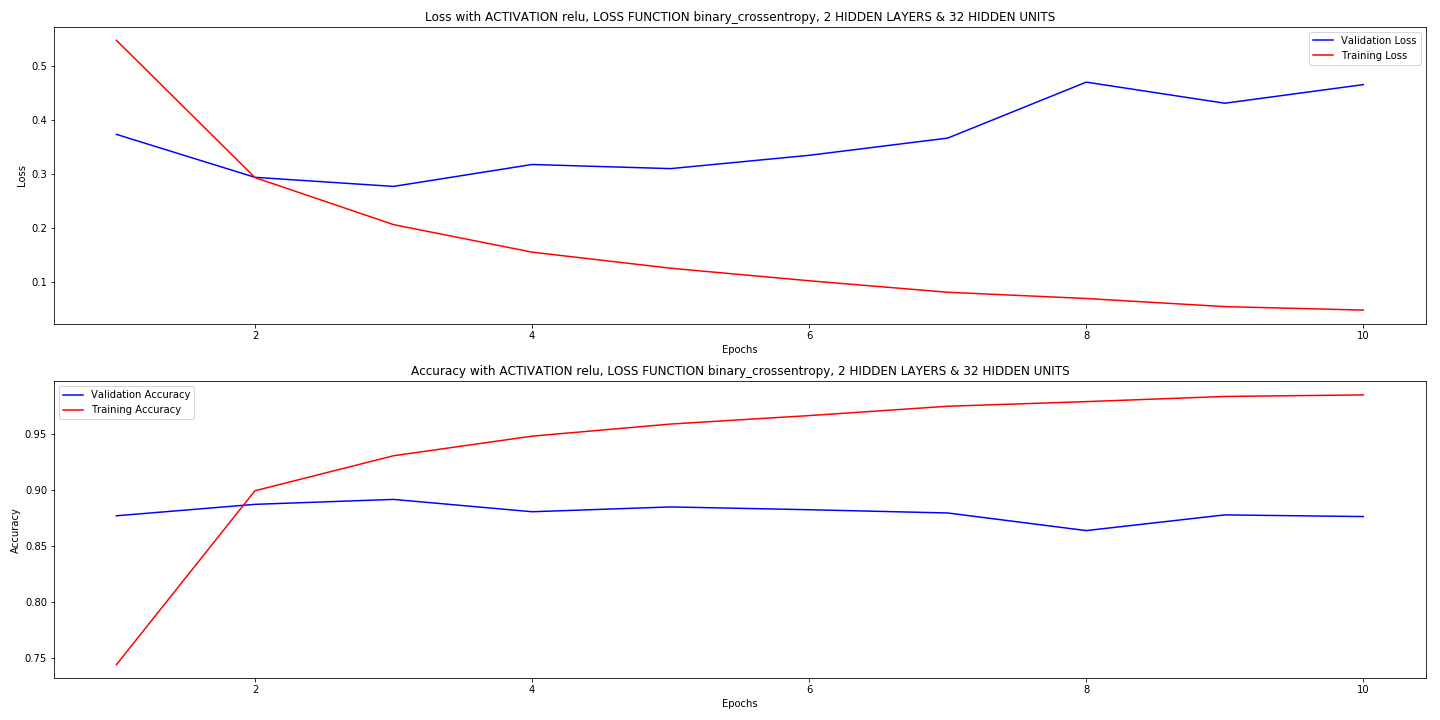 Loss with ACTIVATION relu, LOSS FUNCTION binary_crossentropy, 2 HIDDEN LAYERS & 32 HIDDEN UNITS
Validation Loss
Training Loss
0.5
0.4
0.3
0.2
0.1
Loss
2 4 6 8 10
Epochs
Accuracy with ACTIVATION relu, LOSS FUNCTION binary_crossentropy, 2 HIDDEN LAYERS & 32 HIDDEN UNITS
Validation Accuracy
Training Accuracy
0.95
0.90
0.85
0.80
0.75
Accuracy
2 4 6 8 10
Epochs